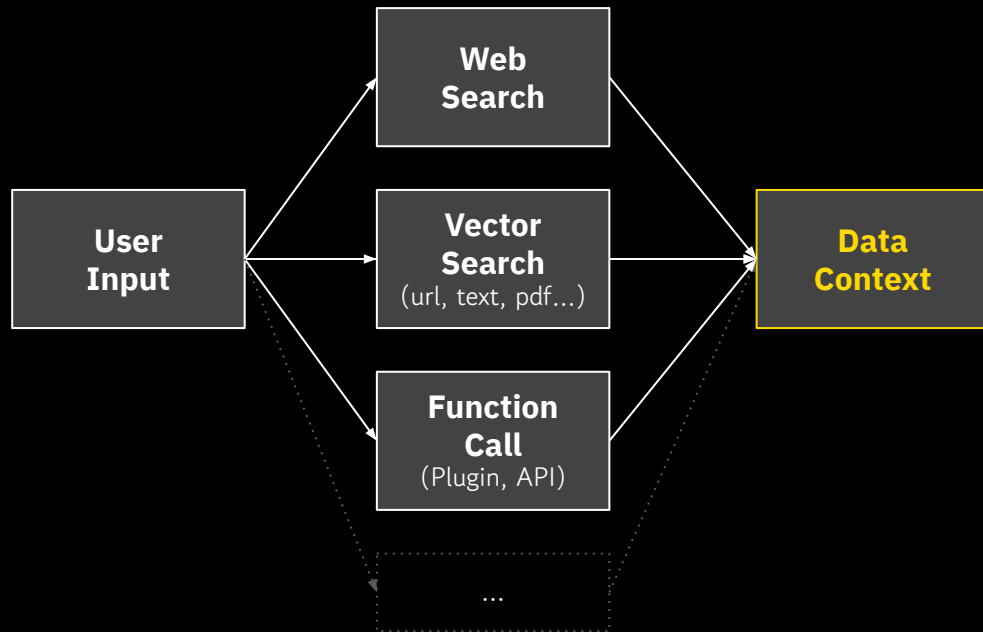 Web
Search
User
Input
Vector
Search
(url, text, pdf...)
Data
Context
Function
Call
(Plugin, API)
...